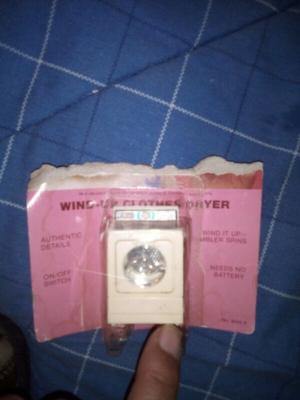 WIND-UP CLOTHES DRYER
AUTHENTIC
DETAILS
WIND IT UP—
TUMBLER SPINS
ON/OFF
SWITCH
NEEDS NO
BATTERY